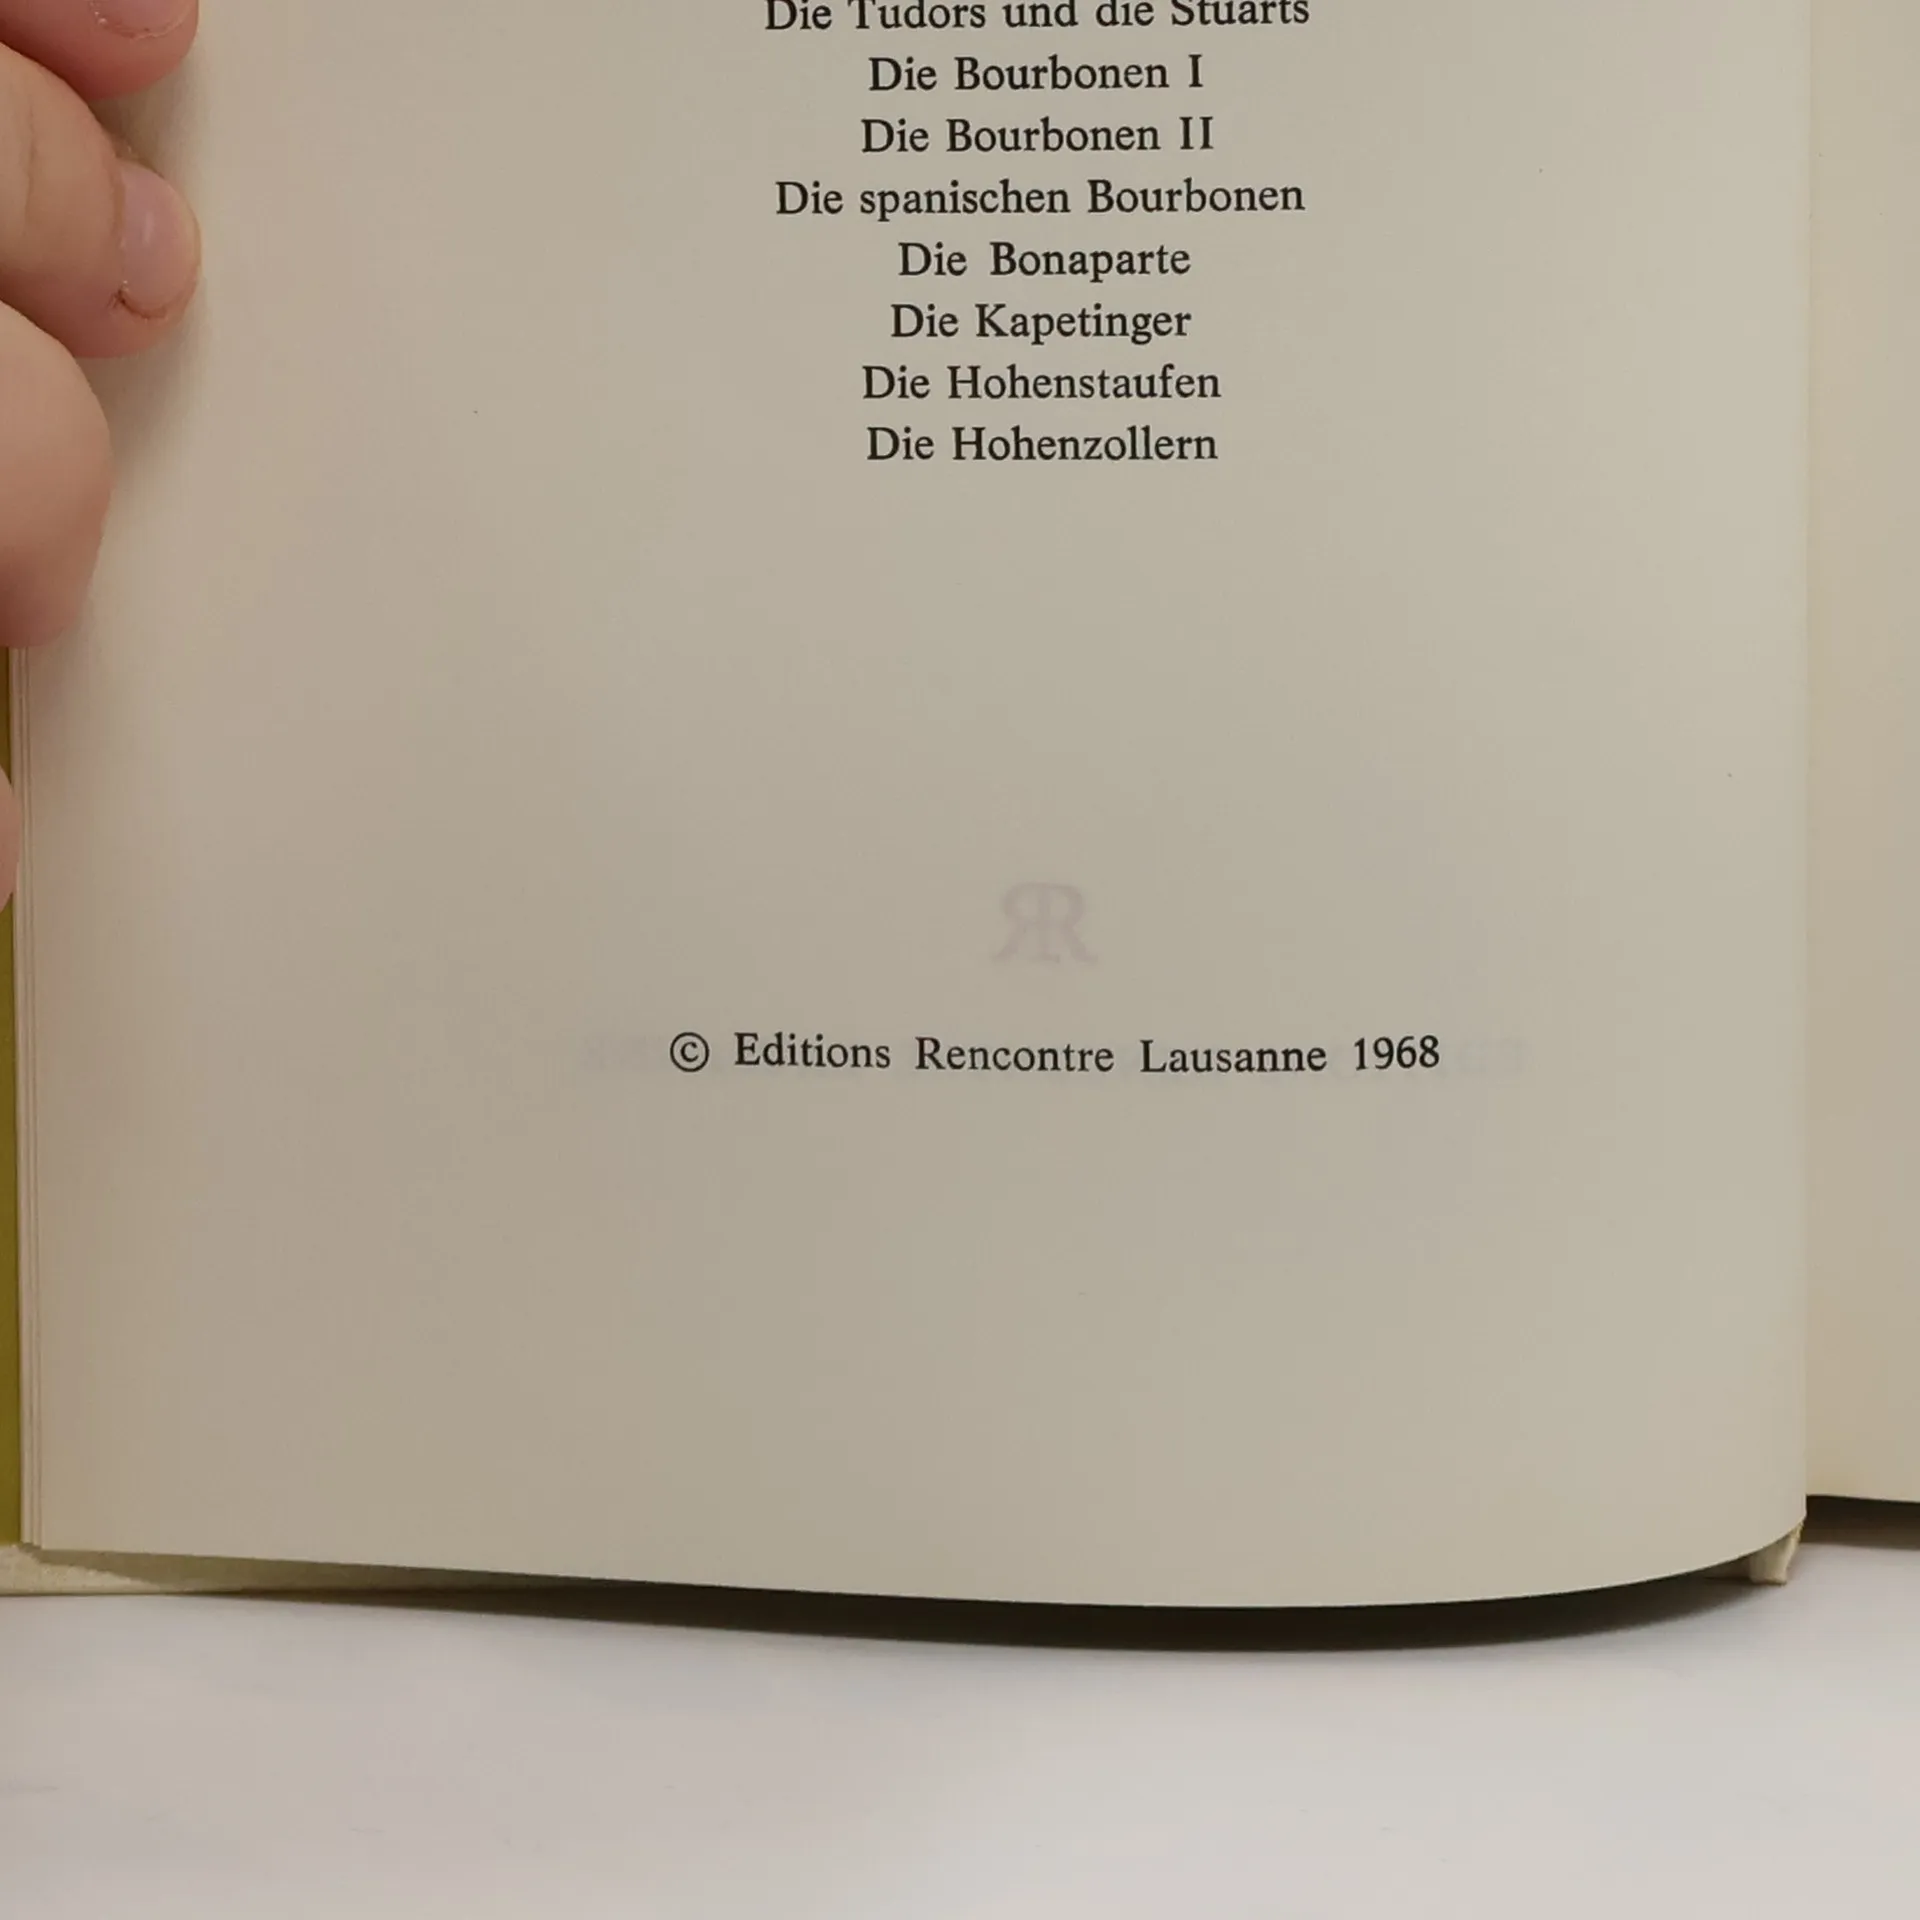 Die Tudors und die Stuarts
Die Bourbonen I
Die Bourbonen II
Die spanischen Bourbonen
Die Bonaparte
Die Kapetinger
Die Hohenstaufen
Die Hohenzollern
© Editions Rencontre Lausanne 1968